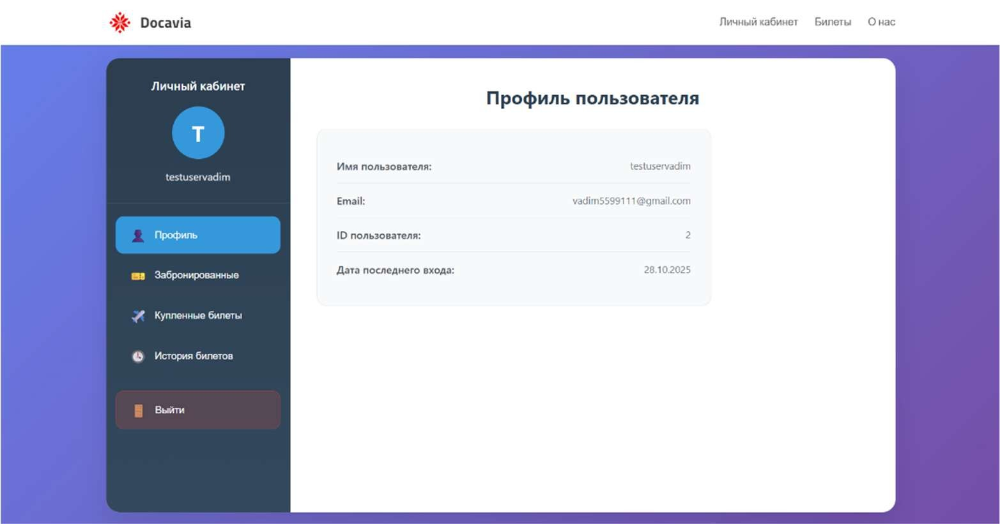 Docavia
Личный кабинет Билеты О нас
Личный кабинет
T
testuservadim
Профиль
Забронированные
Купленные билеты
История билетов
Выйти
Профиль пользователя
Имя пользователя: testuservadim
Email: vadim5599111@gmail.com
ID пользователя: 2
Дата последнего входа: 28.10.2025